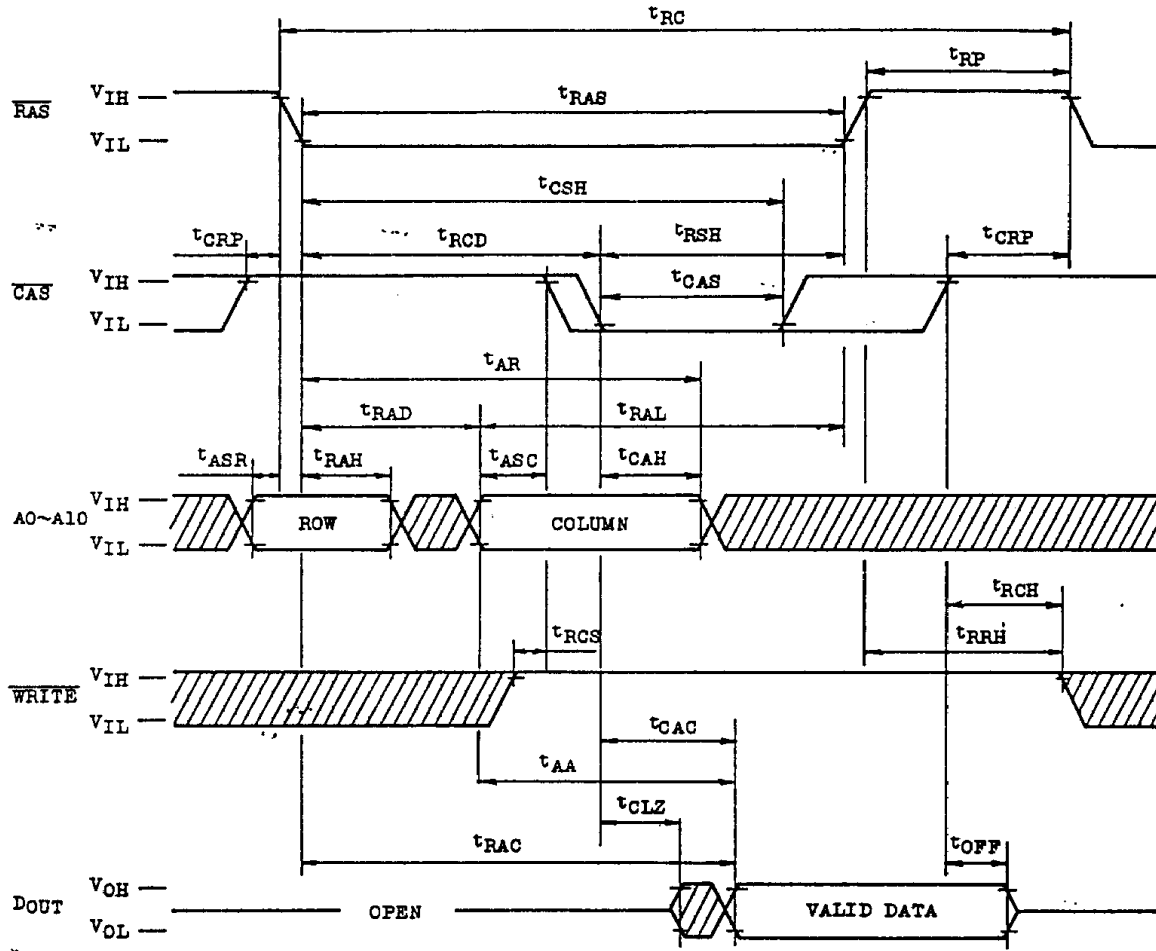 tRC
tRP
RAS VIH tRAS
VIL
tCSH
tCRP tRCD tRSH tCRP
CAS VIH tCAS
VIL
tAR
tRAD tRAL
tASR tRAH tASC tCAH
A0~A10 VIH ROW COLUMN
VIL
tRCH
tRCS tRRH
WRITE VIH
VIL
tCAC
tAA
tCLZ
tRAC tOFF
DOUT VOH OPEN VALID DATA
VOL